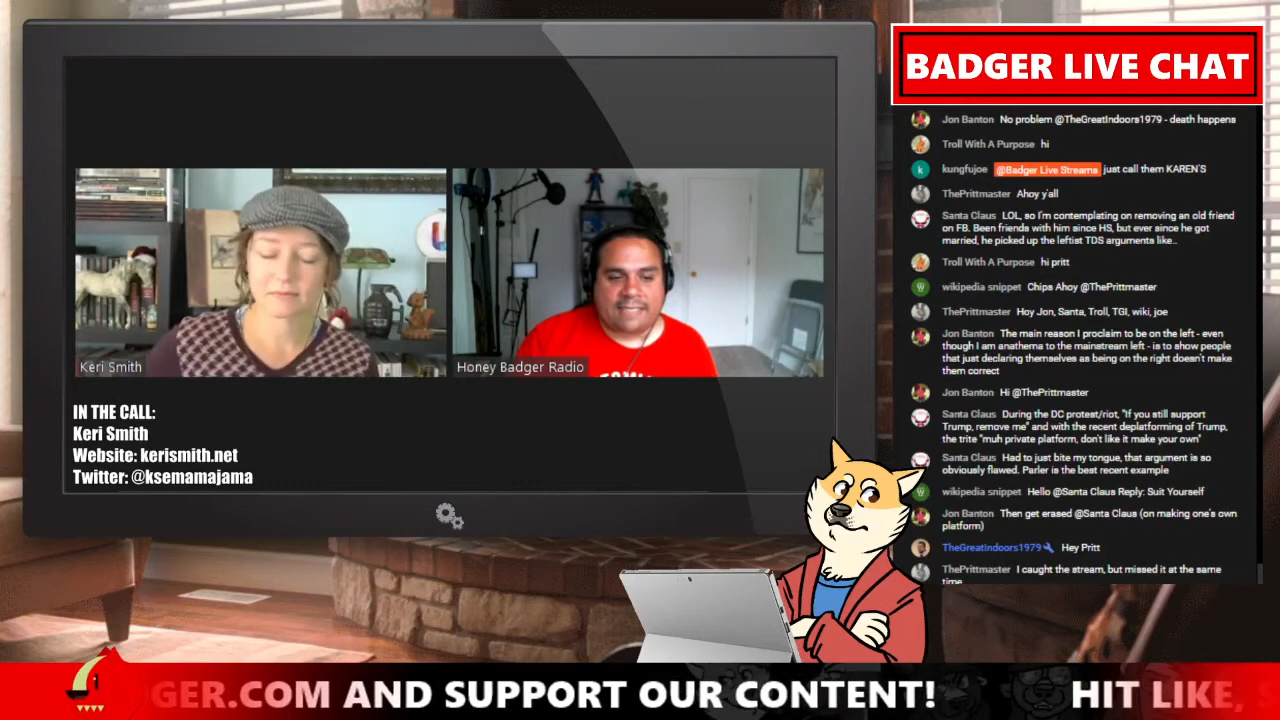 BADGER LIVE CHAT
Jon Banton No problem @TheGreatIndoors1979 - death happens
Troll With A Purpose hi
k
kungfujoe @Badger Live Streams just call them KAREN'S
ThePrittmaster Ahoy y'all
Santa Claus LOL, so I'm contemplating on removing an old friend
on FB. Been friends with him since HS, but ever since he got
married, he picked up the leftist TDS arguments like..
Troll With A Purpose hi pritt
W
wikipedia snippet Chips Ahoy @ThePrittmaster
ThePrittmaster Hoy Jon, Santa, Troll, TGI, wiki, joe
Jon Banton The main reason I proclaim to be on the left - even
though I am anathema to the mainstream left - is to show people
that just declaring themselves as being on the right doesn't make
them correct
Jon Banton Hi @ThePrittmaster
Santa Claus During the DC protest/riot, "If you still support
Trump, remove me" and with the recent deplatforming of Trump,
the trite "muh private platform, don't like it make your own"
Santa Claus Had to just bite my tongue, that argument is so
obviously flawed. Parler is the best recent example
W
wikipedia snippet Hello @Santa Claus Reply: Suit Yourself
Jon Banton Then get erased @Santa Claus (on making one's own
platform)
TheGreatIndoors1979 Hey Pritt
ThePrittmaster I caught the stream, but missed it at the same
time
Keri Smith
Honey Badger Radio
IN THE CALL:
Keri Smith
Website: kerismith.net
Twitter: @ksemamajama
DGER.COM AND SUPPORT OUR CONTENT!
HIT LIKE,